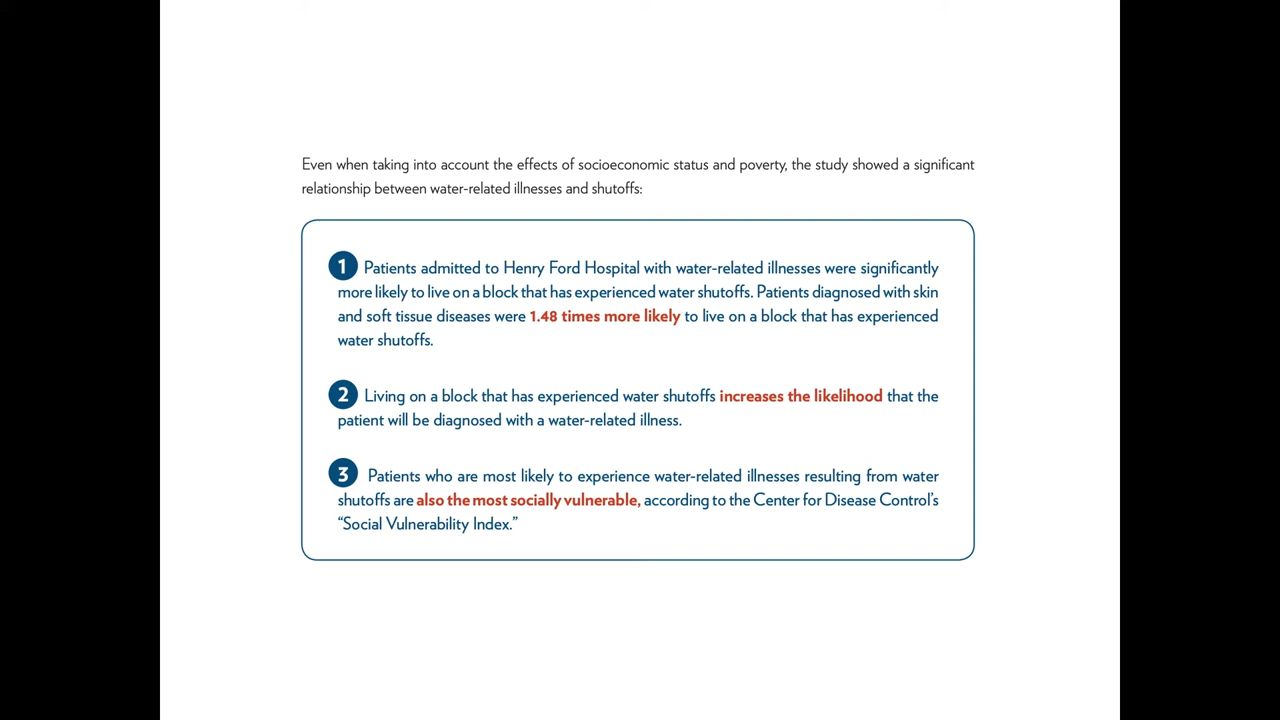 Even when taking into account the effects of socioeconomic status and poverty, the study showed a significant
relationship between water-related illnesses and shutoffs:
1 Patients admitted to Henry Ford Hospital with water-related illnesses were significantly
more likely to live on a block that has experienced water shutoffs. Patients diagnosed with skin
and soft tissue diseases were 1.48 times more likely to live on a block that has experienced
water shutoffs.
2 Living on a block that has experienced water shutoffs increases the likelihood that the
patient will be diagnosed with a water-related illness.
3 Patients who are most likely to experience water-related illnesses resulting from water
shutoffs are also the most socially vulnerable, according to the Center for Disease Control’s
“Social Vulnerability Index.”